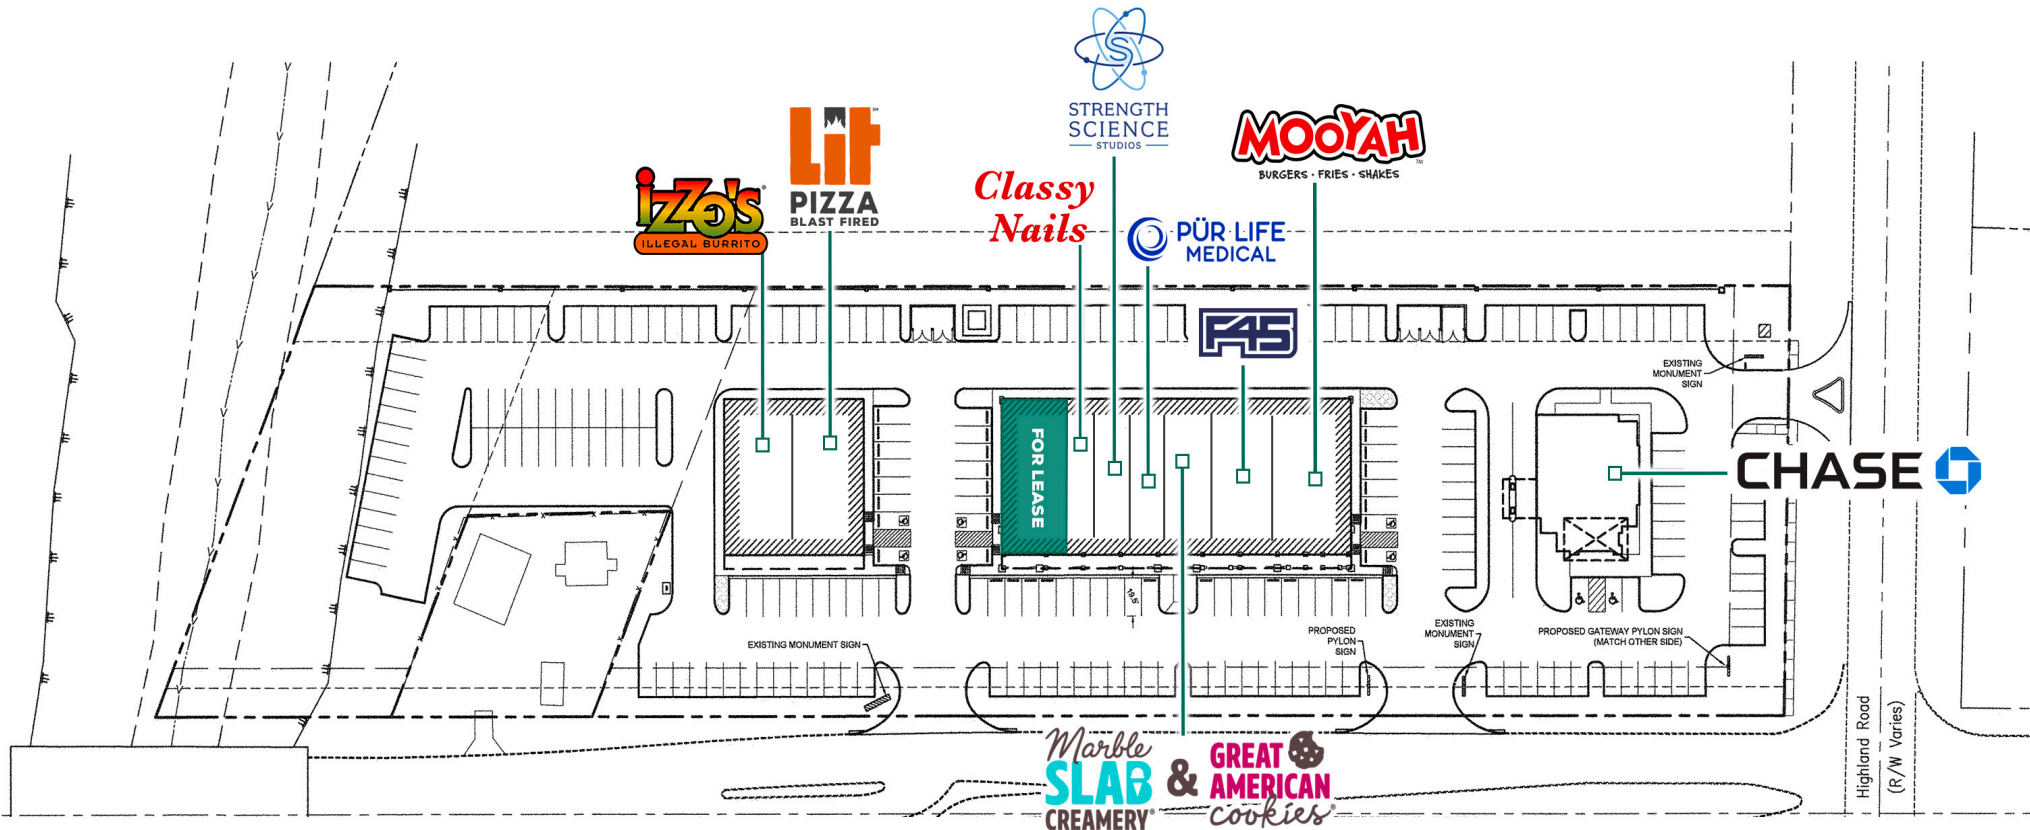 STRENGTH
SCIENCE
STUDIOS
LIT
PIZZA
BLAST FIRED
MOOYAH
BURGERS · FRIES · SHAKES
IZZO'S
ILLEGAL BURRITO
Classy
Nails
PÜR LIFE
MEDICAL
F45
EXISTING
MONUMENT
SIGN
FOR LEASE
CHASE
19.5'
EXISTING MONUMENT SIGN
PROPOSED
PYLON
SIGN
EXISTING
MONUMENT
SIGN
PROPOSED GATEWAY PYLON SIGN
(MATCH OTHER SIDE)
Highland Road
(R/W Varies)
Marble
SLAB
CREAMERY
&
GREAT
AMERICAN
cookies